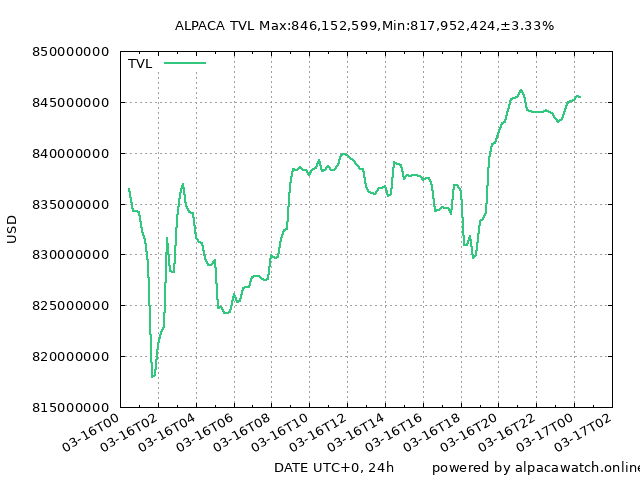 ALPACA TVL Max:846,152,599,Min:817,952,424,±3.33%
850000000
TVL
845000000
840000000
835000000
USD
830000000
825000000
820000000
815000000
03-16T00
03-16T02
03-16T04
03-16T06
03-16T08
03-16T10
03-16T12
03-16T14
03-16T16
03-16T18
03-16T20
03-16T22
03-17T00
03-17T02
DATE UTC+0, 24h
powered by alpacawatch.online